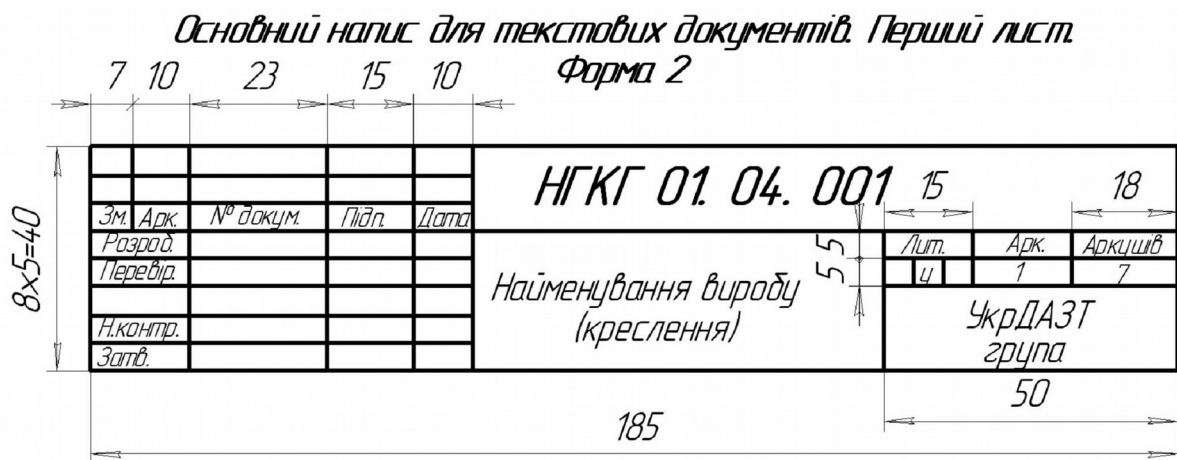 Основний напис для текстових документів. Перший лист.
Форма 2
7 10 23 15 10
НГКГ 01. 04. 001
15 18
Зм. Арк. № докум. Підп. Дата
8x5=40
Розроб.
5 5
Лит. Арк. Аркушів
Перевір.
ч 1 7
Найменування виробу
(креслення)
УкрДАЗТ
група
Н.контр.
Затв.
50
185